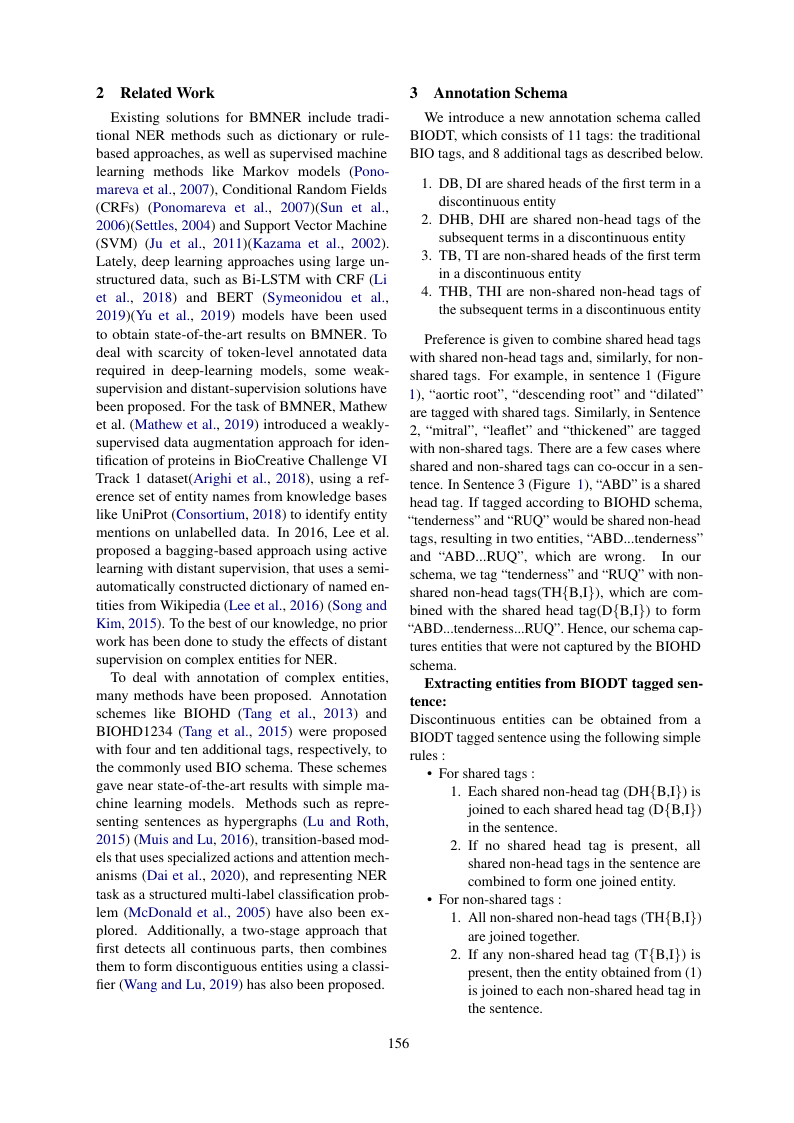 2 Related Work
Existing solutions for BMNER include tradi-
tional NER methods such as dictionary or rule-
based approaches, as well as supervised machine
learning methods like Markov models (Pono-
mareva et al., 2007), Conditional Random Fields
(CRFs) (Ponomareva et al., 2007)(Sun et al.,
2006)(Settles, 2004) and Support Vector Machine
(SVM) (Ju et al., 2011)(Kazama et al., 2002).
Lately, deep learning approaches using large un-
structured data, such as Bi-LSTM with CRF (Li
et al., 2018) and BERT (Symeonidou et al.,
2019)(Yu et al., 2019) models have been used
to obtain state-of-the-art results on BMNER. To
deal with scarcity of token-level annotated data
required in deep-learning models, some weak-
supervision and distant-supervision solutions have
been proposed. For the task of BMNER, Mathew
et al. (Mathew et al., 2019) introduced a weakly-
supervised data augmentation approach for iden-
tification of proteins in BioCreative Challenge VI
Track 1 dataset(Arighi et al., 2018), using a ref-
erence set of entity names from knowledge bases
like UniProt (Consortium, 2018) to identify entity
mentions on unlabelled data. In 2016, Lee et al.
proposed a bagging-based approach using active
learning with distant supervision, that uses a semi-
automatically constructed dictionary of named en-
tities from Wikipedia (Lee et al., 2016) (Song and
Kim, 2015). To the best of our knowledge, no prior
work has been done to study the effects of distant
supervision on complex entities for NER.
To deal with annotation of complex entities,
many methods have been proposed. Annotation
schemes like BIOHD (Tang et al., 2013) and
BIOHD1234 (Tang et al., 2015) were proposed
with four and ten additional tags, respectively, to
the commonly used BIO schema. These schemes
gave near state-of-the-art results with simple ma-
chine learning models. Methods such as repre-
senting sentences as hypergraphs (Lu and Roth,
2015) (Muis and Lu, 2016), transition-based mod-
els that uses specialized actions and attention mech-
anisms (Dai et al., 2020), and representing NER
task as a structured multi-label classification prob-
lem (McDonald et al., 2005) have also been ex-
plored. Additionally, a two-stage approach that
first detects all continuous parts, then combines
them to form discontiguous entities using a classi-
fier (Wang and Lu, 2019) has also been proposed.
3 Annotation Schema
We introduce a new annotation schema called
BIODT, which consists of 11 tags: the traditional
BIO tags, and 8 additional tags as described below.
1. DB, DI are shared heads of the first term in a
discontinuous entity
2. DHB, DHI are shared non-head tags of the
subsequent terms in a discontinuous entity
3. TB, TI are non-shared heads of the first term
in a discontinuous entity
4. THB, THI are non-shared non-head tags of
the subsequent terms in a discontinuous entity
Preference is given to combine shared head tags
with shared non-head tags and, similarly, for non-
shared tags. For example, in sentence 1 (Figure
1), “aortic root”, “descending root” and “dilated”
are tagged with shared tags. Similarly, in Sentence
2, “mitral”, “leaflet” and “thickened” are tagged
with non-shared tags. There are a few cases where
shared and non-shared tags can co-occur in a sen-
tence. In Sentence 3 (Figure 1), “ABD” is a shared
head tag. If tagged according to BIOHD schema,
“tenderness” and “RUQ” would be shared non-head
tags, resulting in two entities, “ABD...tenderness”
and “ABD...RUQ”, which are wrong. In our
schema, we tag “tenderness” and “RUQ” with non-
shared non-head tags(TH{B,I}), which are com-
bined with the shared head tag(D{B,I}) to form
“ABD...tenderness...RUQ”. Hence, our schema cap-
tures entities that were not captured by the BIOHD
schema.
Extracting entities from BIODT tagged sen-
tence:
Discontinuous entities can be obtained from a
BIODT tagged sentence using the following simple
rules :
• For shared tags :
1. Each shared non-head tag (DH{B,I}) is
joined to each shared head tag (D{B,I})
in the sentence.
2. If no shared head tag is present, all
shared non-head tags in the sentence are
combined to form one joined entity.
• For non-shared tags :
1. All non-shared non-head tags (TH{B,I})
are joined together.
2. If any non-shared head tag (T{B,I}) is
present, then the entity obtained from (1)
is joined to each non-shared head tag in
the sentence.
156